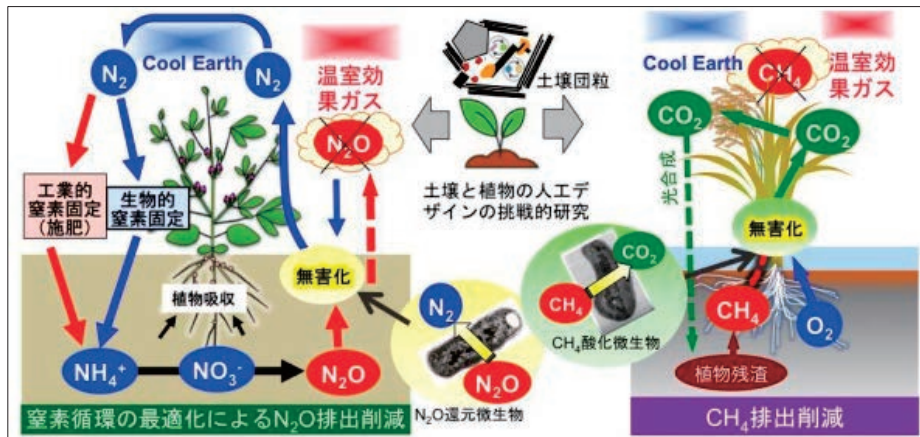 N₂
Cool Earth
N₂
温室効
果ガス
N₂O
工業的
窒素固定
(施肥)
生物的
窒素固定
植物吸収
無害化
NH₄⁺
NO₃⁻
N₂O
窒素循環の最適化によるN₂O排出削減
土壌団粒
土壌と植物の人工デ
ザインの挑戦的研究
N₂
N₂O
N₂O還元微生物
CO₂
CH₄
CH₄酸化微生物
Cool Earth
CH₄
温室効
果ガス
CO₂
CO₂
光合成
無害化
CH₄
O₂
植物残渣
CH₄排出削減